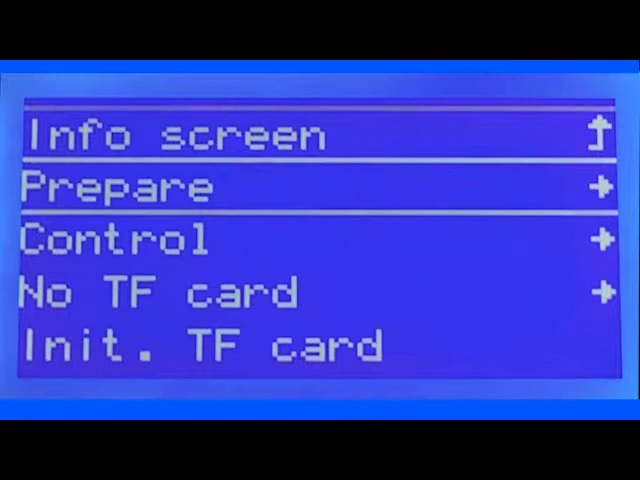 Info screen
Prepare
Control
No TF card
Init. TF card